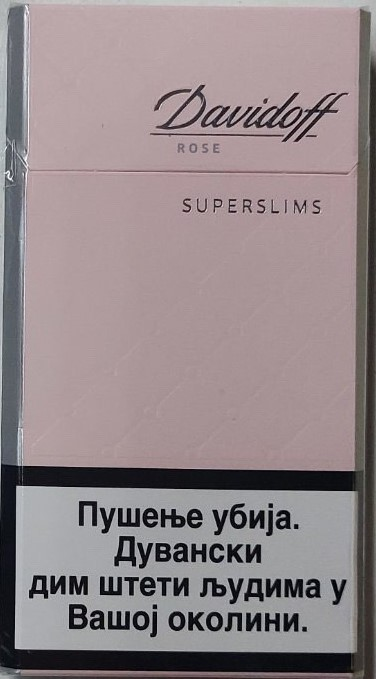 Davidoff
ROSE
SUPERSLIMS
Пушење убија.
Дувански
дим штети људима у
Вашој околини.